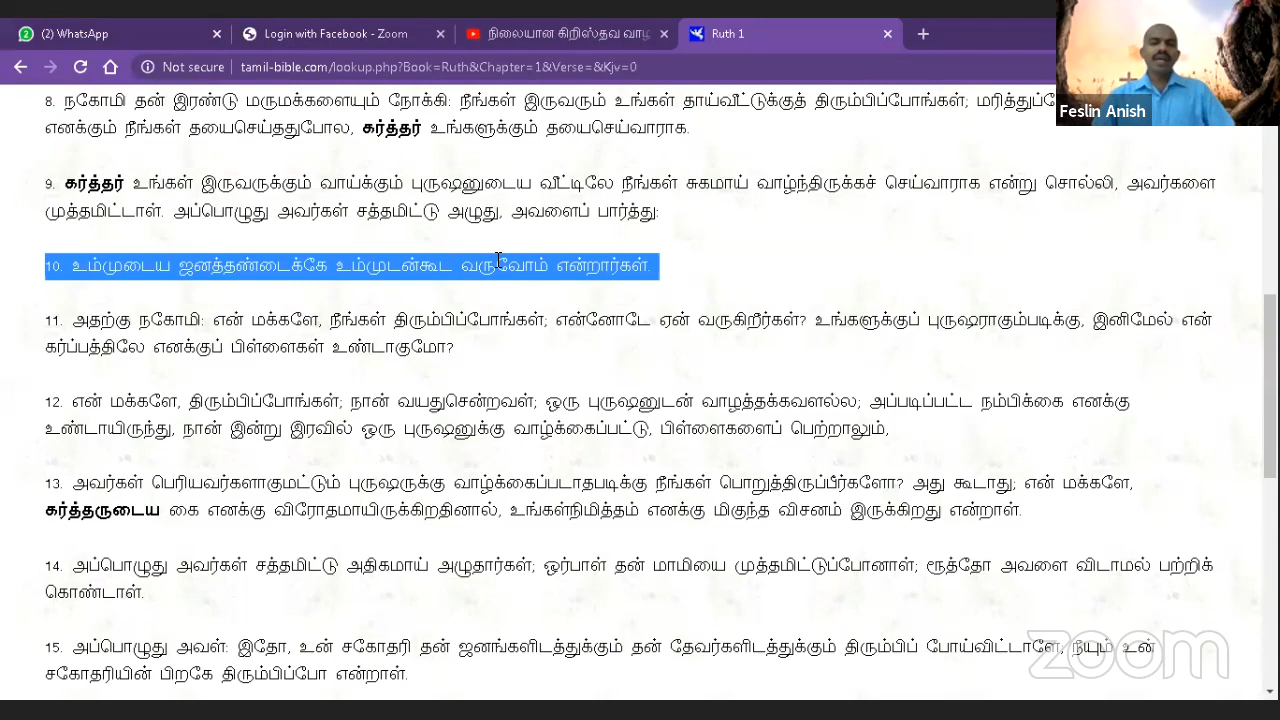 (2) WhatsApp
Login with Facebook - Zoom
நிலையான கிறிஸ்தவ வாழ
Ruth 1
Not secure tamil-bible.com/lookup.php?Book=Ruth&Chapter=1&Verse=&Kjv=0
Feslin Anish
8. நகோமி தன் இரண்டு மருமக்களையும் நோக்கி: நீங்கள் இருவரும் உங்கள் தாய்வீட்டுக்குத் திரும்பிப்போங்கள்;
எனக்கும் நீங்கள் தயைசெய்ததுபோல, கர்த்தர் உங்களுக்கும் தயைசெய்வாராக.
9. கர்த்தர் உங்கள் இருவருக்கும் வாய்க்கும் புருஷனுடைய வீட்டிலே நீங்கள் சுகமாய் வாழ்ந்திருக்கச் செய்வாராக என்று சொல்லி, அவர்களை
முத்தமிட்டாள். அப்பொழுது அவர்கள் சத்தமிட்டு அழுது, அவளைப் பார்த்து:
10. உம்முடைய ஜனத்தண்டைக்கே உம்முடன்கூட வருவோம் என்றார்கள்.
11. அதற்கு நகோமி: என் மக்களே, நீங்கள் திரும்பிப்போங்கள்; என்னோடே ஏன் வருகிறீர்கள்? உங்களுக்குப் புருஷராகும்படிக்கு, இனிமேல் என்
கர்ப்பத்திலே எனக்குப் பிள்ளைகள் உண்டாகுமோ?
12. என் மக்களே, திரும்பிப்போங்கள்; நான் வயதுசென்றவள்; ஒரு புருஷனுடன் வாழத்தக்கவளல்ல; அப்படிப்பட்ட நம்பிக்கை எனக்கு
உண்டாயிருந்து, நான் இன்று இரவில் ஒரு புருஷனுக்கு வாழ்க்கைப்பட்டு, பிள்ளைகளைப் பெற்றாலும்,
13. அவர்கள் பெரியவர்களாகுமட்டும் புருஷருக்கு வாழ்க்கைப்படாதபடிக்கு நீங்கள் பொறுத்திருப்பீர்களோ? அது கூடாது; என் மக்களே,
கர்த்தருடைய கை எனக்கு விரோதமாயிருக்கிறதினால், உங்கள்நிமித்தம் எனக்கு மிகுந்த விசனம் இருக்கிறது என்றாள்.
14. அப்பொழுது அவர்கள் சத்தமிட்டு அதிகமாய் அழுதார்கள்; ஒர்பாள் தன் மாமியை முத்தமிட்டுப்போனாள்; ரூத்தோ அவளை விடாமல் பற்றிக்
கொண்டாள்.
15. அப்பொழுது அவள்: இதோ, உன் சகோதரி தன் ஜனங்களிடத்துக்கும் தன் தேவர்களிடத்துக்கும் திரும்பிப் போய்விட்டாளே, நீயும் உன்
சகோதரியின் பிறகே திரும்பிப்போ என்றாள்.
zoom